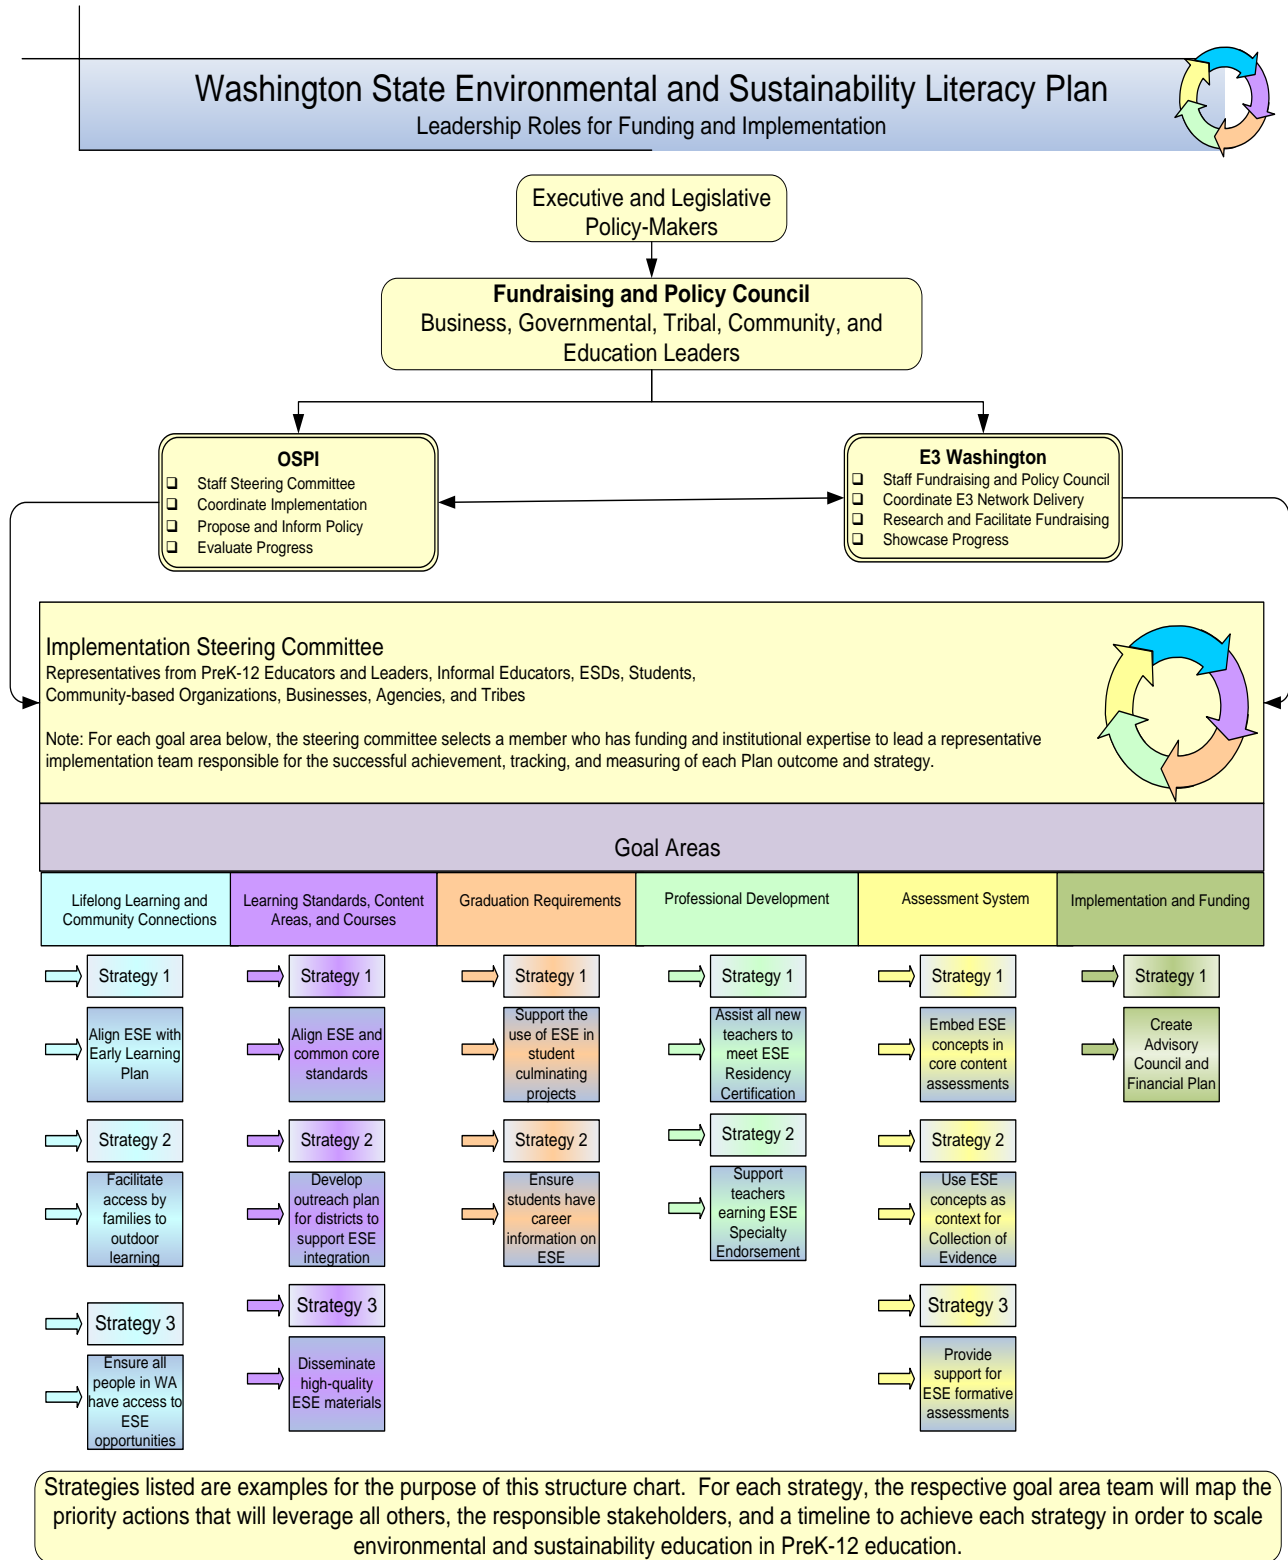 Washington State Environmental and Sustainability Literacy Plan
Leadership Roles for Funding and Implementation
Executive and Legislative
Policy-Makers
Fundraising and Policy Council
Business, Governmental, Tribal, Community, and
Education Leaders
OSPI
Staff Steering Committee
Coordinate Implementation
Propose and Inform Policy
Evaluate Progress
E3 Washington
Staff Fundraising and Policy Council
Coordinate E3 Network Delivery
Research and Facilitate Fundraising
Showcase Progress
Implementation Steering Committee
Representatives from PreK-12 Educators and Leaders, Informal Educators, ESDs, Students,
Community-based Organizations, Businesses, Agencies, and Tribes
Note: For each goal area below, the steering committee selects a member who has funding and institutional expertise to lead a representative
implementation team responsible for the successful achievement, tracking, and measuring of each Plan outcome and strategy.
Goal Areas
Lifelong Learning and
Community Connections
Learning Standards, Content
Areas, and Courses
Graduation Requirements
Professional Development
Assessment System
Implementation and Funding
Strategy 1
Align ESE with
Early Learning
Plan
Strategy 2
Facilitate
access by
families to
outdoor
learning
Strategy 3
Ensure all
people in WA
have access to
ESE
opportunities
Strategy 1
Align ESE and
common core
standards
Strategy 2
Develop
outreach plan
for districts to
support ESE
integration
Strategy 3
Disseminate
high-quality
ESE materials
Strategy 1
Support the
use of ESE in
student
culminating
projects
Strategy 2
Ensure
students have
career
information on
ESE
Strategy 1
Assist all new
teachers to
meet ESE
Residency
Certification
Strategy 2
Support
teachers
earning ESE
Specialty
Endorsement
Strategy 1
Embed ESE
concepts in
core content
assessments
Strategy 2
Use ESE
concepts as
context for
Collection of
Evidence
Strategy 3
Provide
support for
ESE formative
assessments
Strategy 1
Create
Advisory
Council and
Financial Plan
Strategies listed are examples for the purpose of this structure chart. For each strategy, the respective goal area team will map the
priority actions that will leverage all others, the responsible stakeholders, and a timeline to achieve each strategy in order to scale
environmental and sustainability education in PreK-12 education.